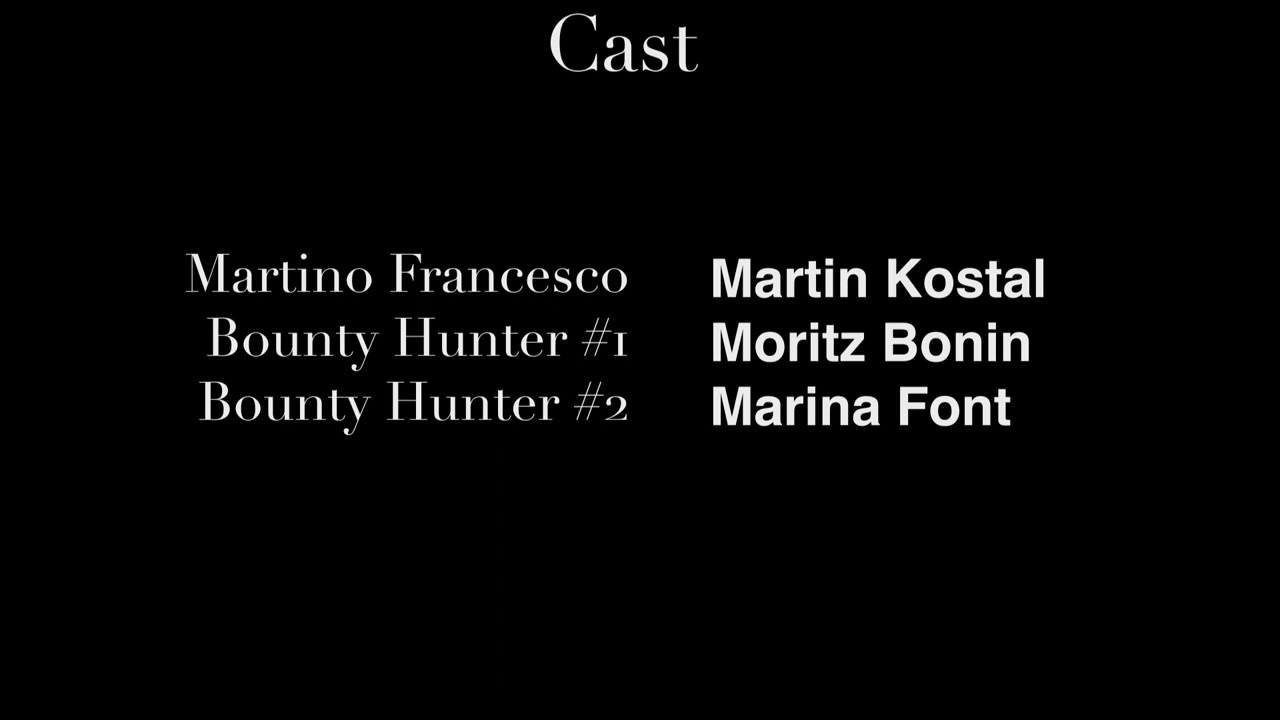 Cast
Martino Francesco Martin Kostal
Bounty Hunter #1 Moritz Bonin
Bounty Hunter #2 Marina Font